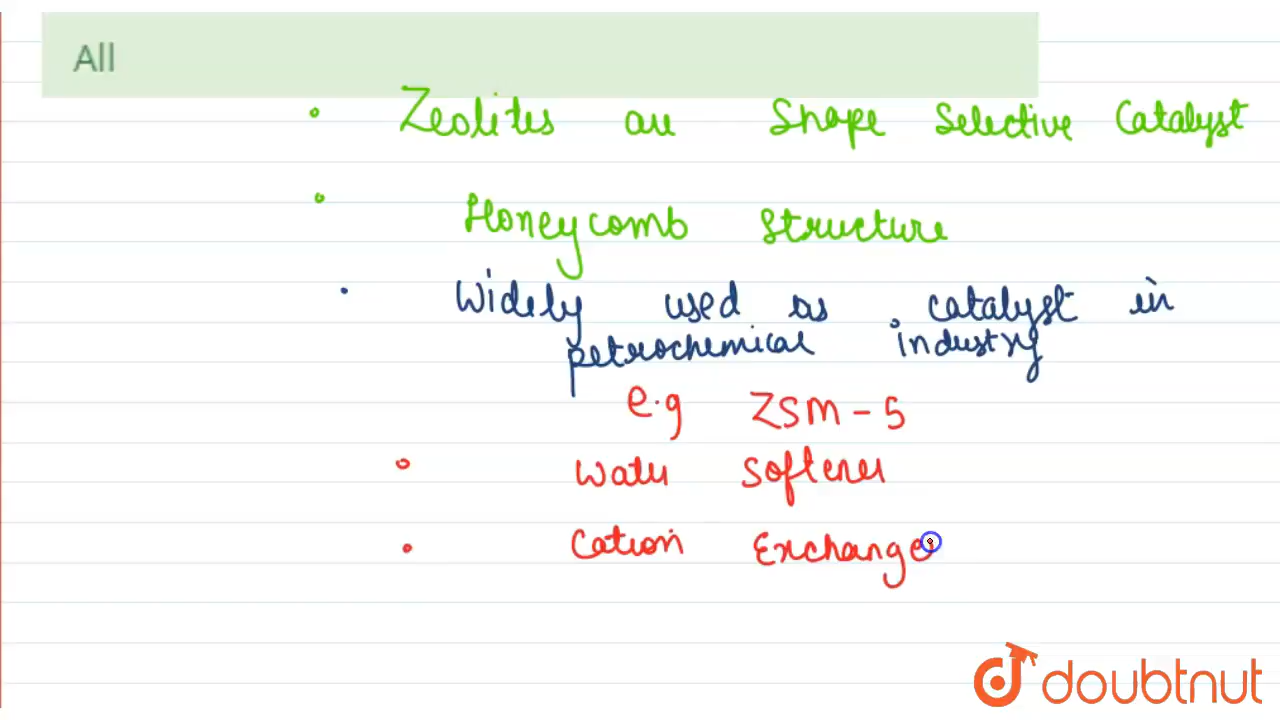 All
• Zeolites are Shape Selective Catalyst
• Honeycomb Structure
• Widely used as catalyst in
petrochemical industry
e.g ZSM-5
• Water Softener
• Cation Exchange
doubtnut